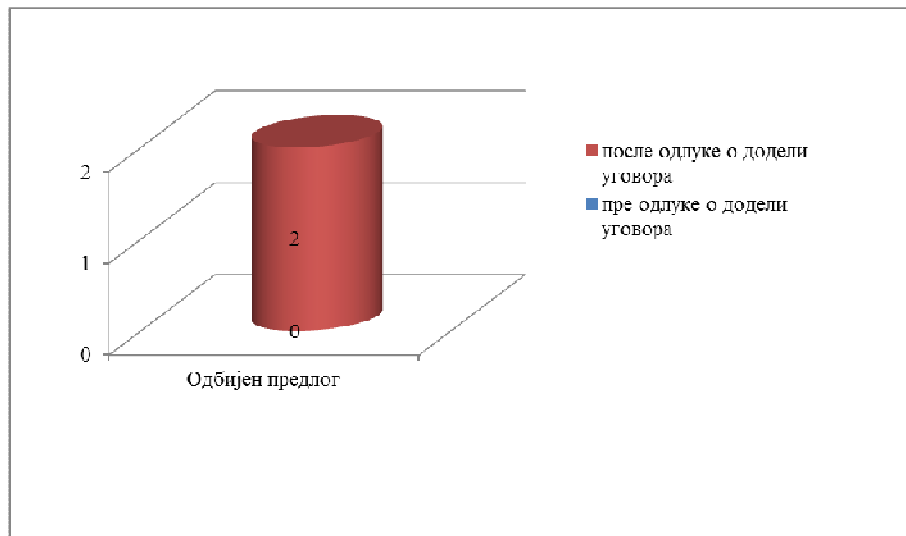 2
1
0
2
0
Одбијен предлог
после одлуке о додели
уговора
пре одлуке о додели
уговора